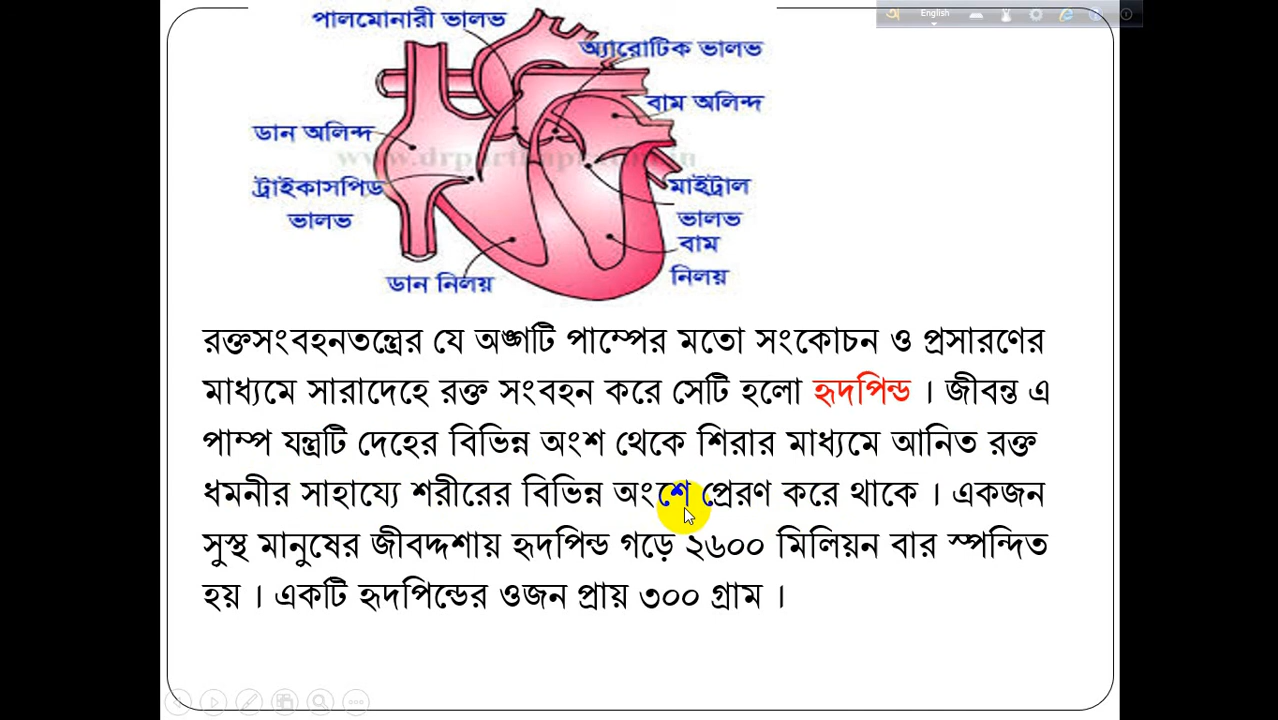 পালমোনারী ভালভ
অ্যারোটিক ভালভ
বাম অলিন্দ
ডান অলিন্দ
ট্রাইকাসপিড
ভালভ
মাইট্রাল
ভালভ
বাম
নিলয়
ডান নিলয়
রক্তসংবহনতন্ত্রের যে অঙ্গটি পাম্পের মতো সংকোচন ও প্রসারণের
মাধ্যমে সারাদেহে রক্ত সংবহন করে সেটি হলো হৃদপিন্ড । জীবন্ত এ
পাম্প যন্ত্রটি দেহের বিভিন্ন অংশ থেকে শিরার মাধ্যমে আনিত রক্ত
ধমনীর সাহায্যে শরীরের বিভিন্ন অংশে প্রেরণ করে থাকে । একজন
সুস্থ মানুষের জীবদ্দশায় হৃদপিন্ড গড়ে ২৬০০ মিলিয়ন বার স্পন্দিত
হয় । একটি হৃদপিন্ডের ওজন প্রায় ৩০০ গ্রাম ।
English